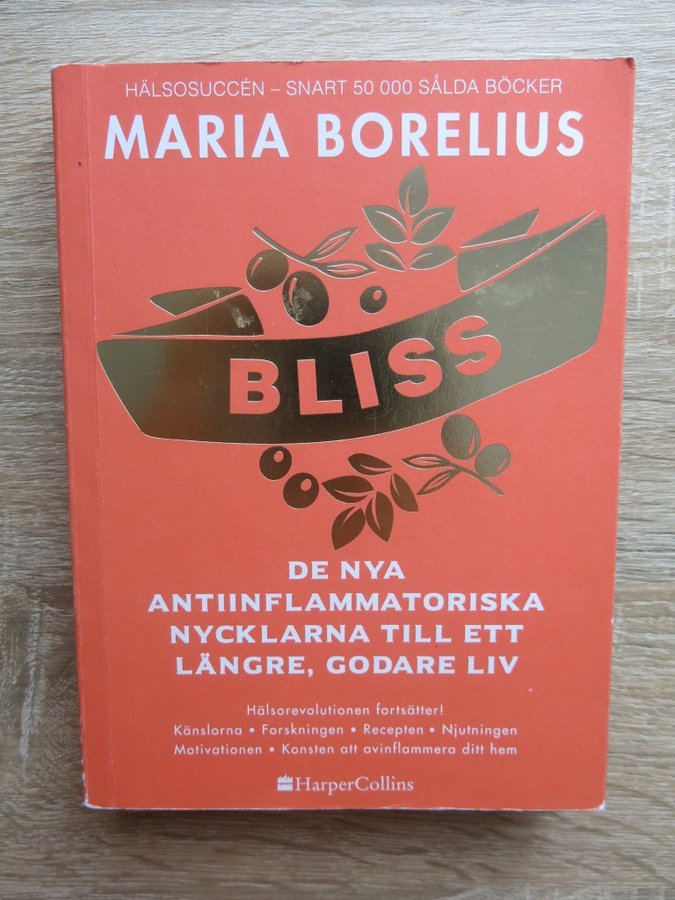 HÄLSOSUCCÉN – SNART 50 000 SÅLDA BÖCKER
MARIA BORELIUS
BLISS
DE NYA
ANTIINFLAMMATORISKA
NYCKLARNA TILL ETT
LÄNGRE, GODARE LIV
Hälsorevolutionen fortsätter!
Känslorna • Forskningen • Recepten • Njutningen
Motivationen • Konsten att avinflammera ditt hem
HarperCollins